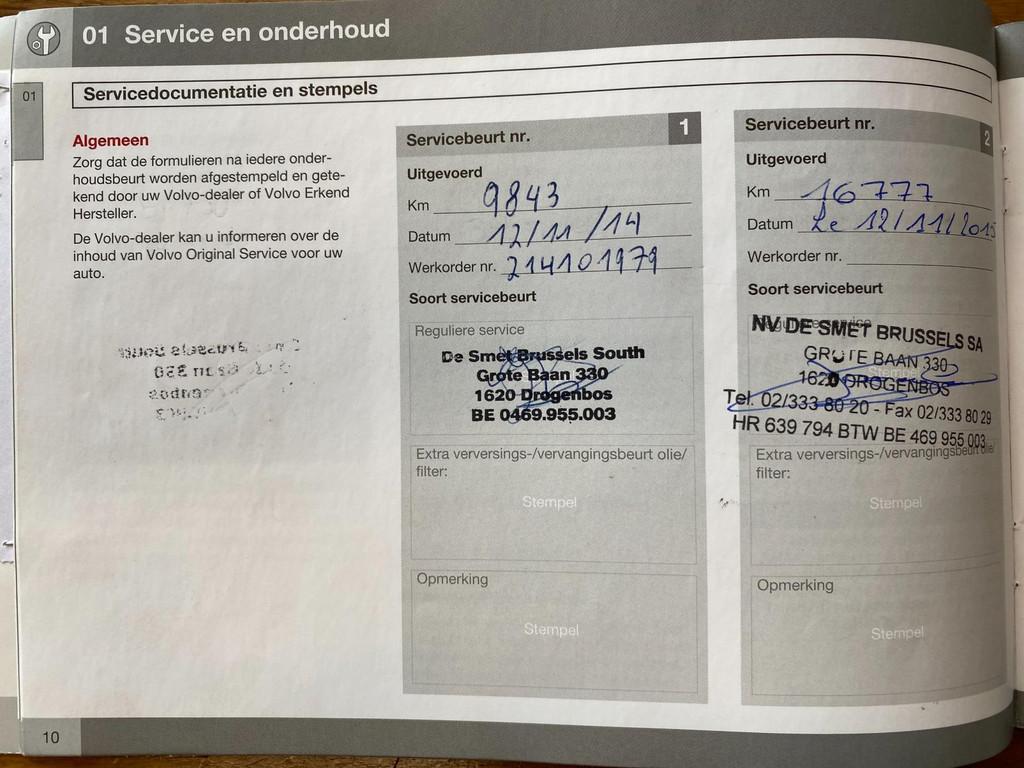 01 Service en onderhoud
01
Servicedocumentatie en stempels
Algemeen
Zorg dat de formulieren na iedere onder-
houdsbeurt worden afgestempeld en gete-
kend door uw Volvo-dealer of Volvo Erkend
Hersteller.
De Volvo-dealer kan u informeren over de
inhoud van Volvo Original Service voor uw
auto.
Servicebeurt nr. 1
Uitgevoerd
Km 9843
Datum 12/11/14
Werkorder nr. 214101979
Soort servicebeurt
Reguliere service
De Smet Brussels South
Grote Baan 330
1620 Drogenbos
BE 0469.955.003
Extra verversings-/vervangingsbeurt olie/
filter:
Stempel
Opmerking
Stempel
Servicebeurt nr. 2
Uitgevoerd
Km 16777
Datum Le 12/11/2015
Werkorder nr.
Soort servicebeurt
Reguliere service
NV DE SMET BRUSSELS SA
GROTE BAAN 330
Stempel
1620 DROGENBOS
Tel. 02/333 80 20 - Fax 02/333 80 29
HR 639 794 BTW BE 469 955 003
Extra verversings-/vervangingsbeurt olie/
filter:
Stempel
Opmerking
Stempel
10